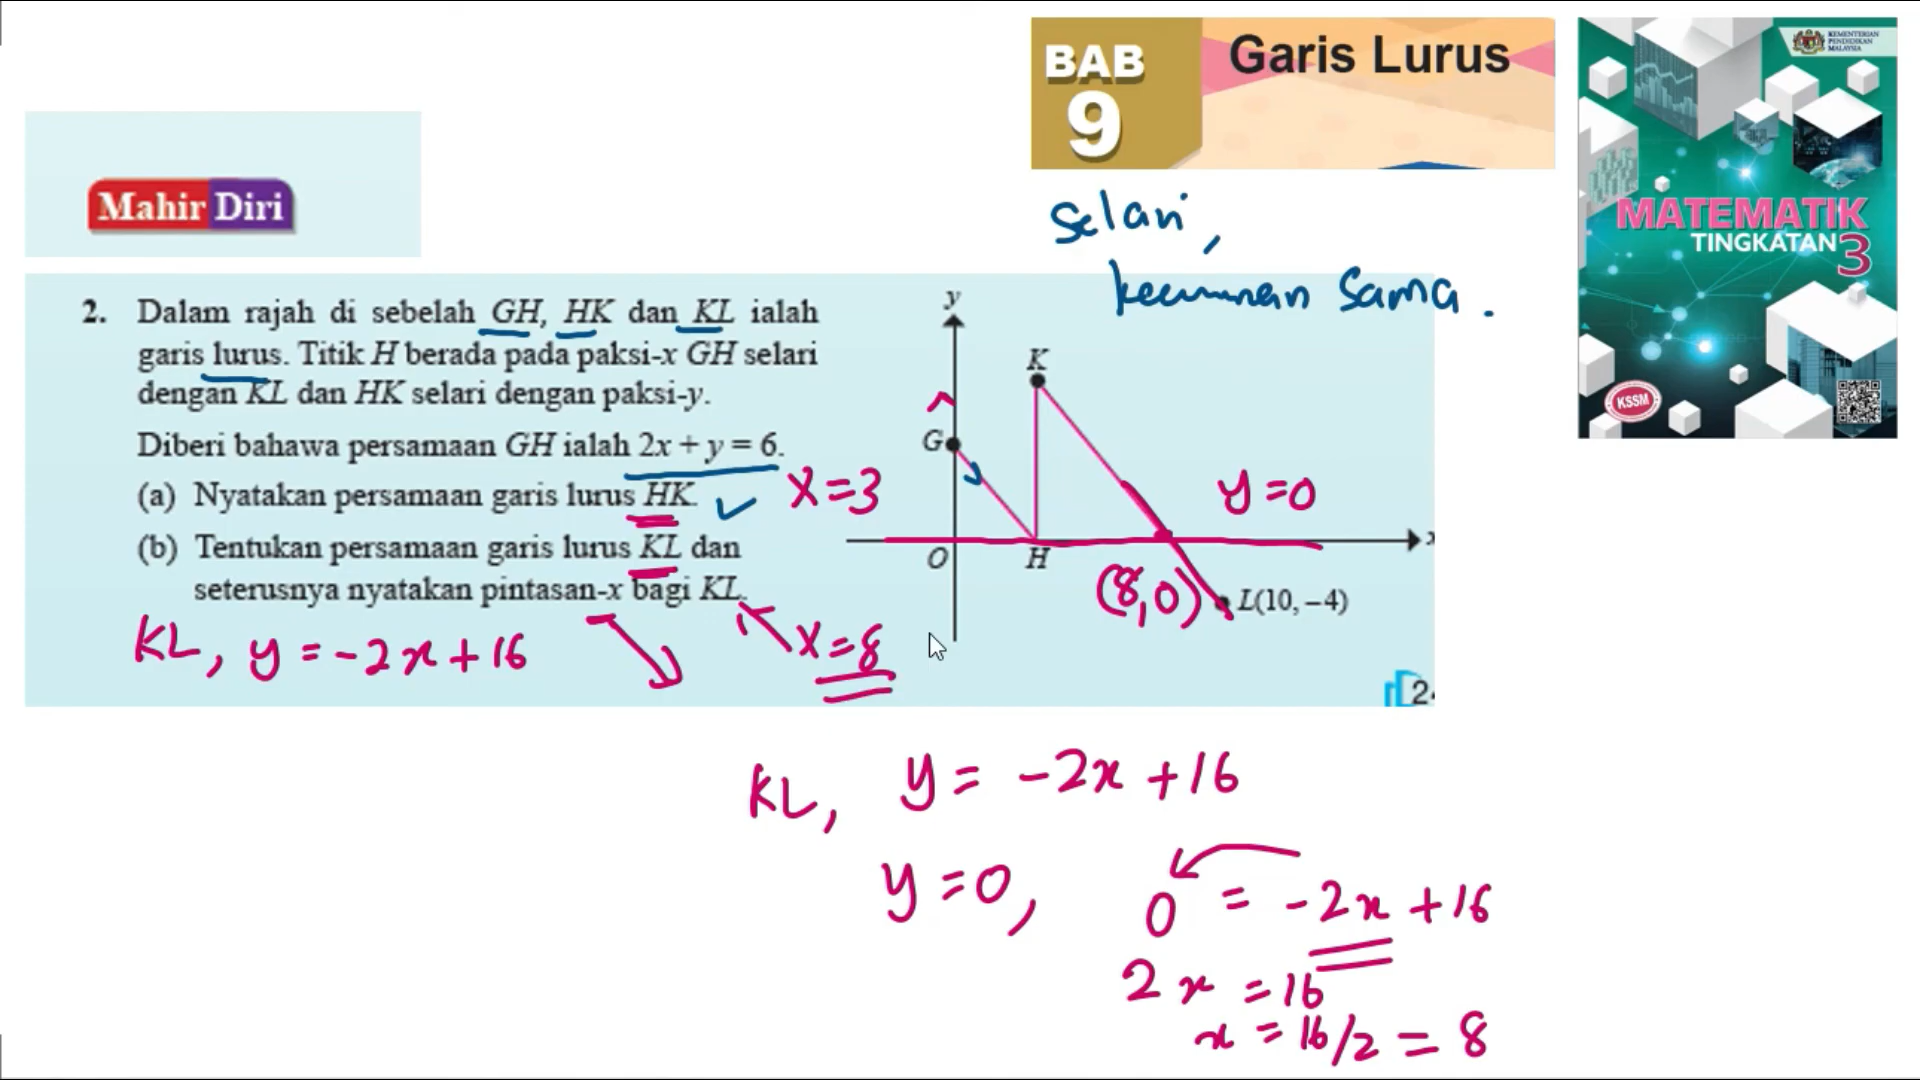 BAB
9
Garis Lurus
KEMENTERIAN
PENDIDIKAN
MALAYSIA
MATEMATIK
TINGKATAN 3
KSSM
Mahir Diri
Selari,
kecerunan sama.
2. Dalam rajah di sebelah GH, HK dan KL ialah
garis lurus. Titik H berada pada paksi-x GH selari
dengan KL dan HK selari dengan paksi-y.
Diberi bahawa persamaan GH ialah 2x + y = 6.
(a) Nyatakan persamaan garis lurus HK.
x = 3
(b) Tentukan persamaan garis lurus KL dan
seterusnya nyatakan pintasan-x bagi KL.
KL, y = -2x + 16
x = 8
y
K
G
y = 0
O
H
x
(8,0)
L(10, –4)
2
KL, y = -2x + 16
y = 0, 0 = -2x + 16
2x = 16
x = 16/2 = 8